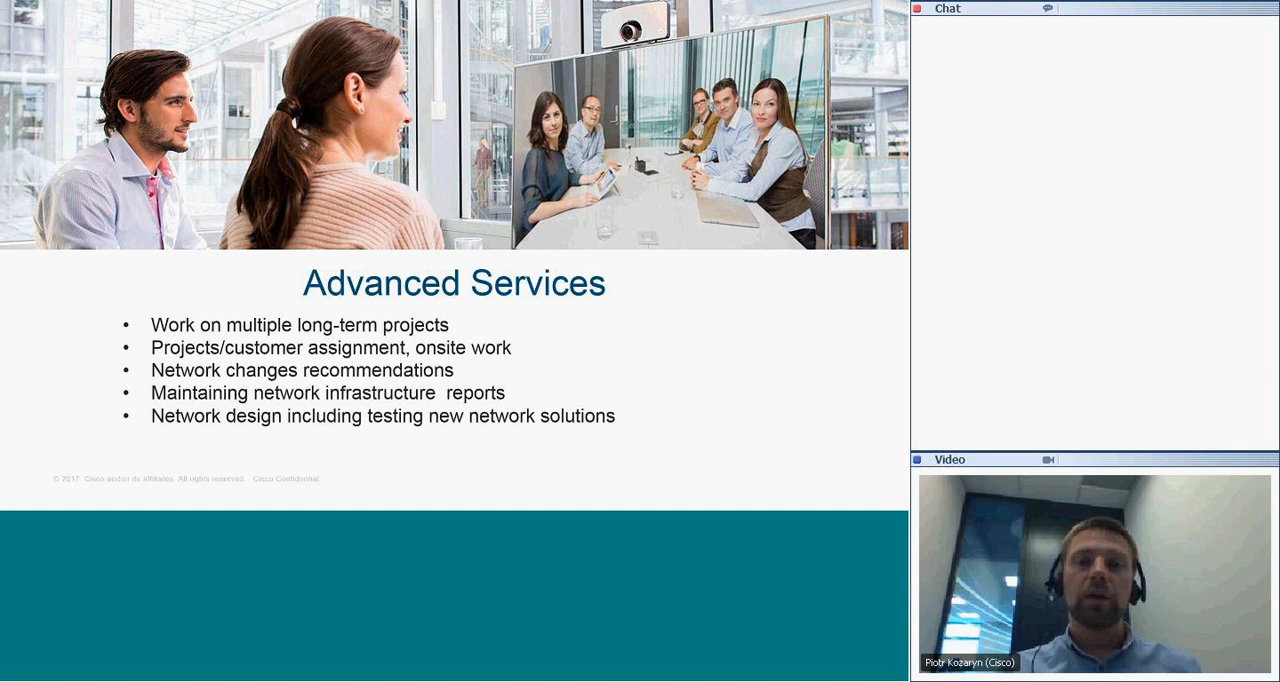 Advanced Services
• Work on multiple long-term projects
• Projects/customer assignment, onsite work
• Network changes recommendations
• Maintaining network infrastructure  reports
• Network design including testing new network solutions
© 2017 Cisco and/or its affiliates. All rights reserved. Cisco Confidential
Chat
Video
Piotr Kozaryn (Cisco)